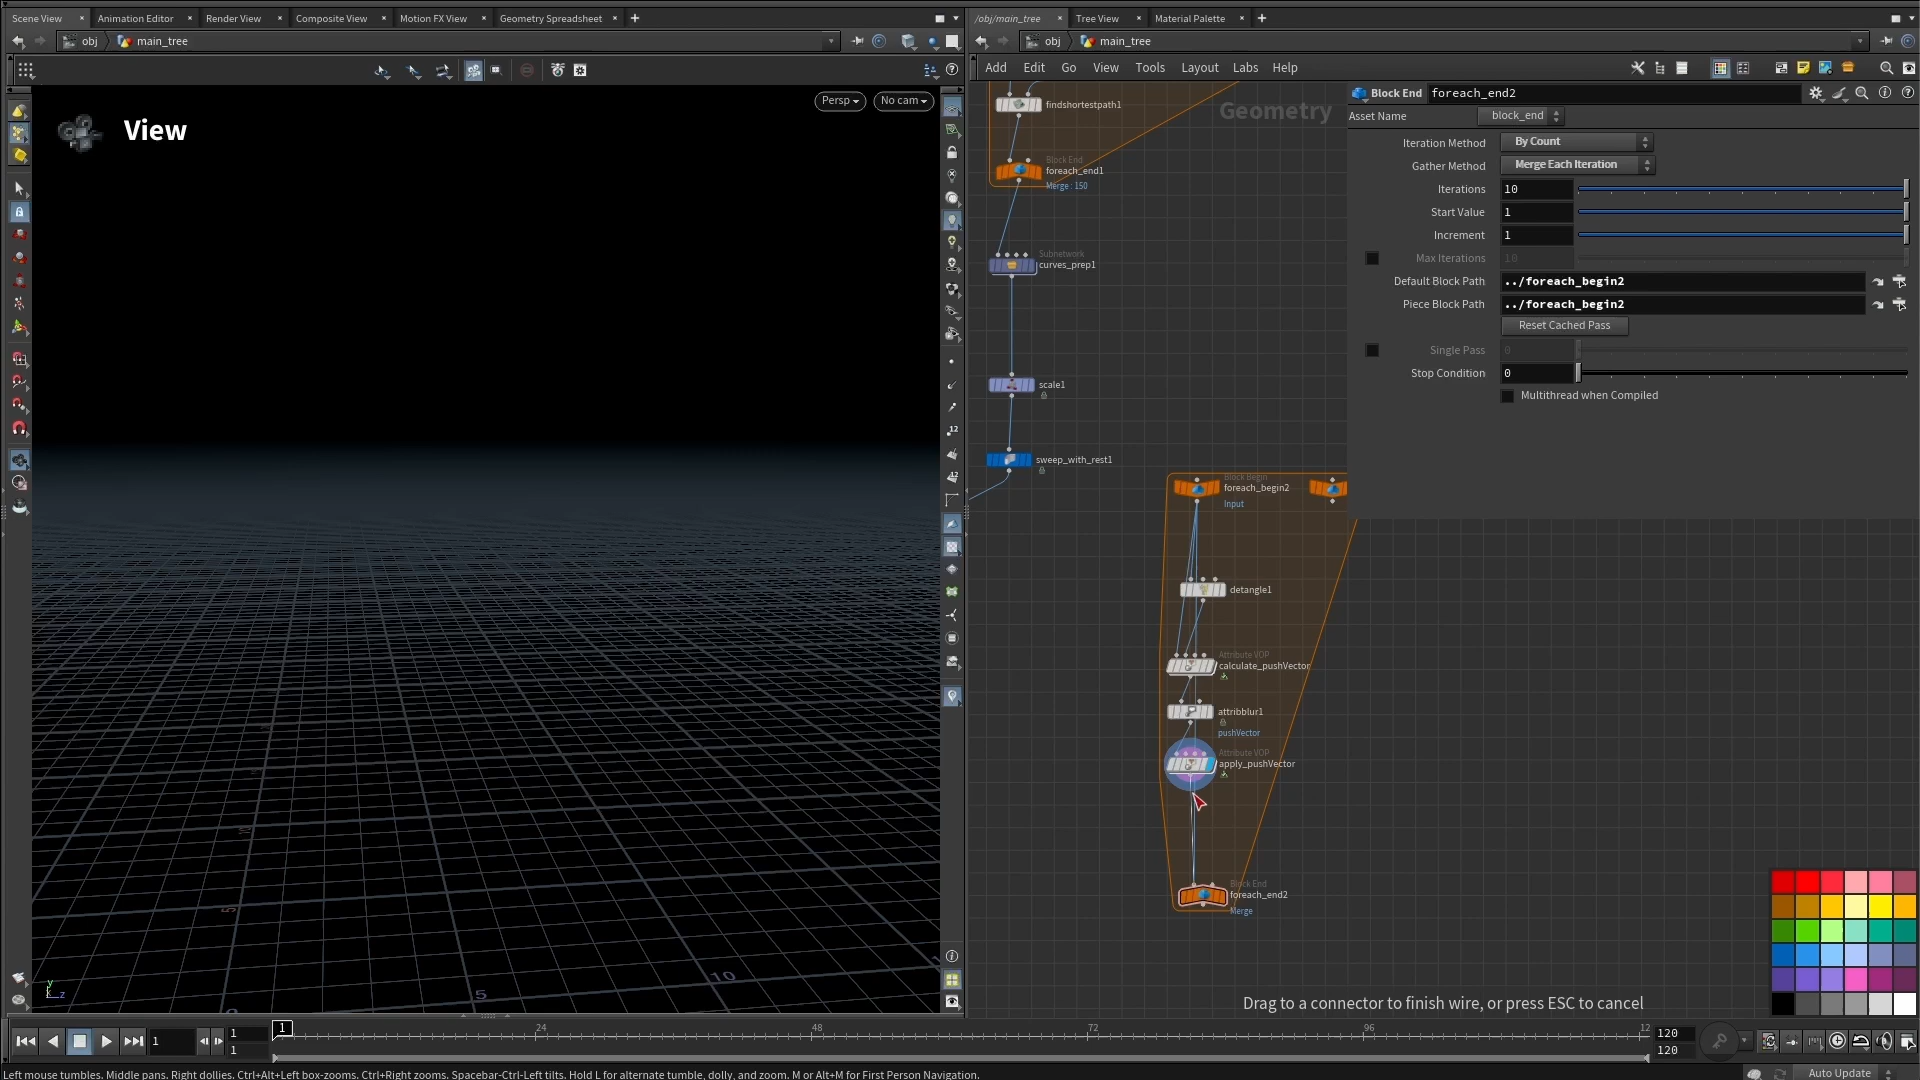 Scene View
Animation Editor
Render View
Composite View
Motion FX View
Geometry Spreadsheet
/obj/main_tree
Tree View
Material Palette
obj
main_tree
obj
main_tree
Add
Edit
Go
View
Tools
Layout
Labs
Help
View
Persp
No cam
Geometry
findshortestpath1
Block End
foreach_end1
Merge : 150
Subnetwork
curves_prep1
scale1
sweep_with_rest1
Block Begin
foreach_begin2
Input
detangle1
Attribute VOP
calculate_pushVector
attribblur1
pushVector
Attribute VOP
apply_pushVector
Block End
foreach_end2
Merge
Block End
foreach_end2
Asset Name
block_end
Iteration Method
By Count
Gather Method
Merge Each Iteration
Iterations
10
Start Value
1
Increment
1
Max Iterations
10
Default Block Path
../foreach_begin2
Piece Block Path
../foreach_begin2
Reset Cached Pass
Single Pass
0
Stop Condition
0
Multithread when Compiled
Drag to a connector to finish wire, or press ESC to cancel
5
10
y
z
1
1
1
1
24
48
72
96
12
120
120
Left mouse tumbles. Middle pans. Right dollies. Ctrl+Alt+Left box-zooms. Ctrl+Right zooms. Spacebar-Ctrl-Left tilts. Hold L for alternate tumble, dolly, and zoom. M or Alt+M for First Person Navigation.
Auto Update